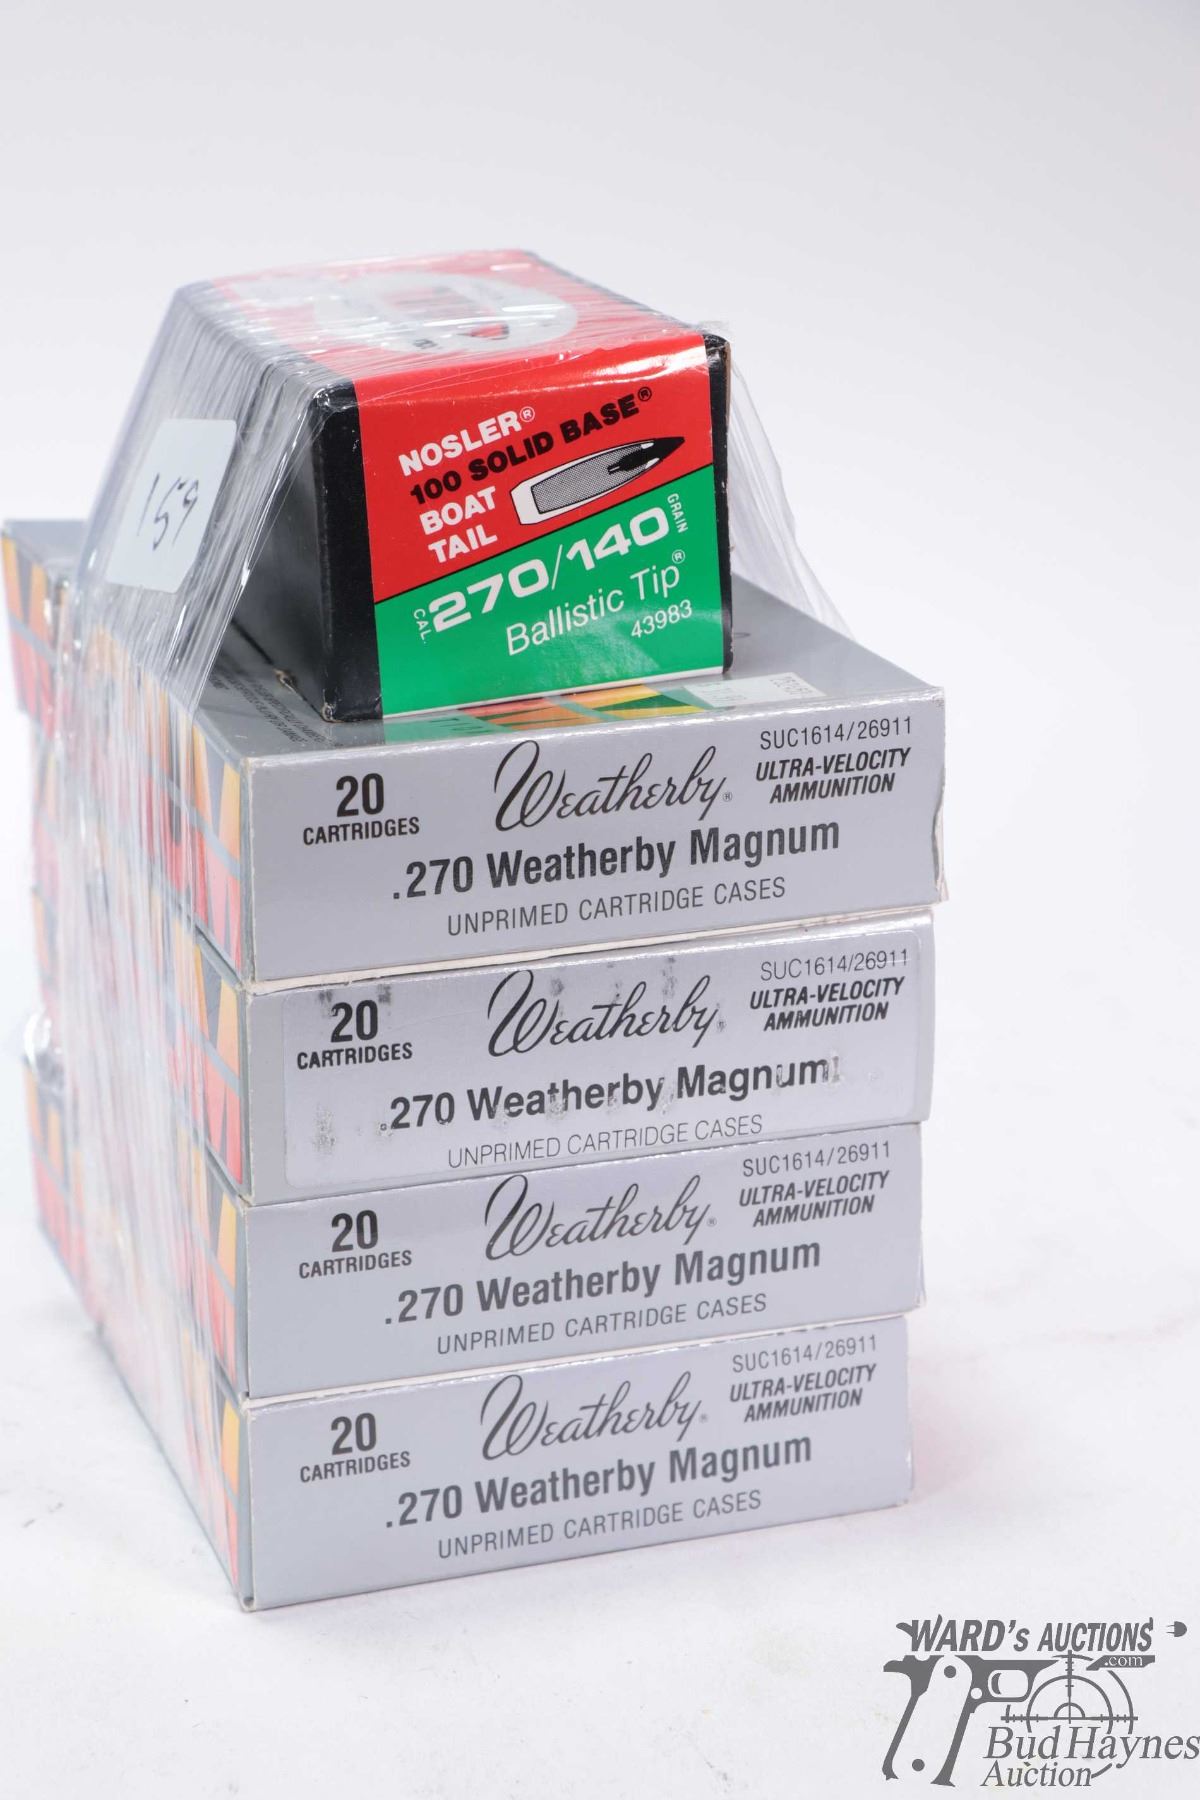 159
NOSLER®
100 SOLID BASE®
BOAT
TAIL
CAL. 270/140 GRAIN
Ballistic Tip®
43983
20
CARTRIDGES
Weatherby®
SUC1614/26911
ULTRA-VELOCITY
AMMUNITION
.270 Weatherby Magnum
UNPRIMED CARTRIDGE CASES
20
CARTRIDGES
Weatherby®
SUC1614/26911
ULTRA-VELOCITY
AMMUNITION
.270 Weatherby Magnum
UNPRIMED CARTRIDGE CASES
20
CARTRIDGES
Weatherby®
SUC1614/26911
ULTRA-VELOCITY
AMMUNITION
.270 Weatherby Magnum
UNPRIMED CARTRIDGE CASES
20
CARTRIDGES
Weatherby®
SUC1614/26911
ULTRA-VELOCITY
AMMUNITION
.270 Weatherby Magnum
UNPRIMED CARTRIDGE CASES
WARD's AUCTIONS
.com
Bud Haynes
Auction